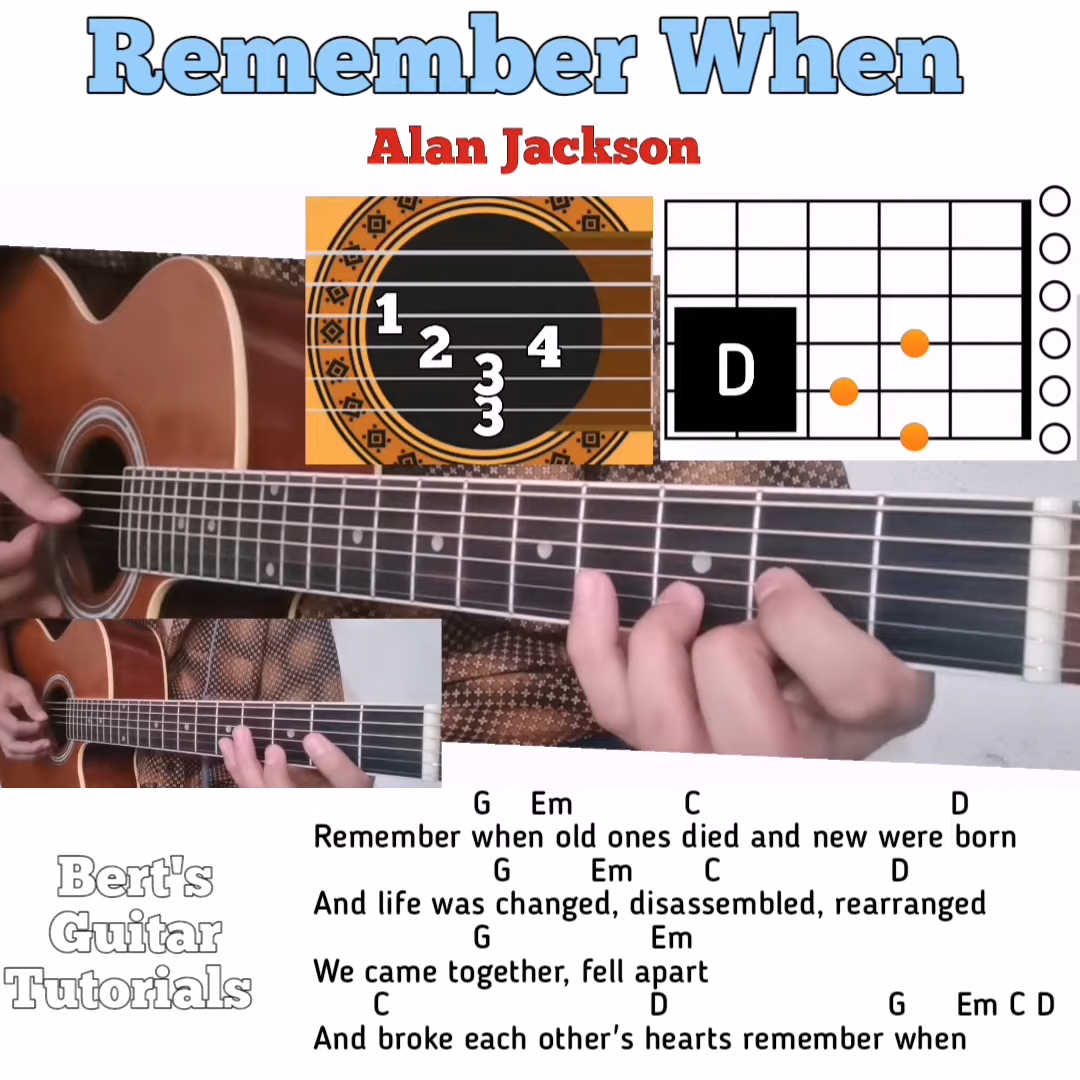 Remember When
Alan Jackson
1
2
4
3
3
D
G Em C D
Remember when old ones died and new were born
G Em C D
And life was changed, disassembled, rearranged
G Em
We came together, fell apart
C D G Em C D
And broke each other's hearts remember when
Bert's
Guitar
Tutorials